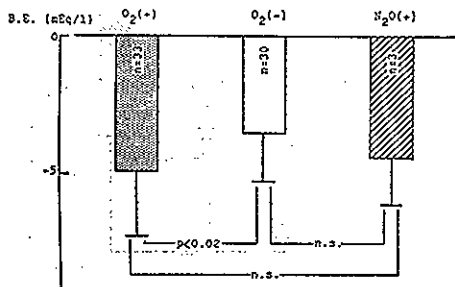 B.E. (mEq/l) O₂(+) O₂(-) N₂O(+)
0
n=33 n=30
-5
p<0.02 n.s.
n.s.